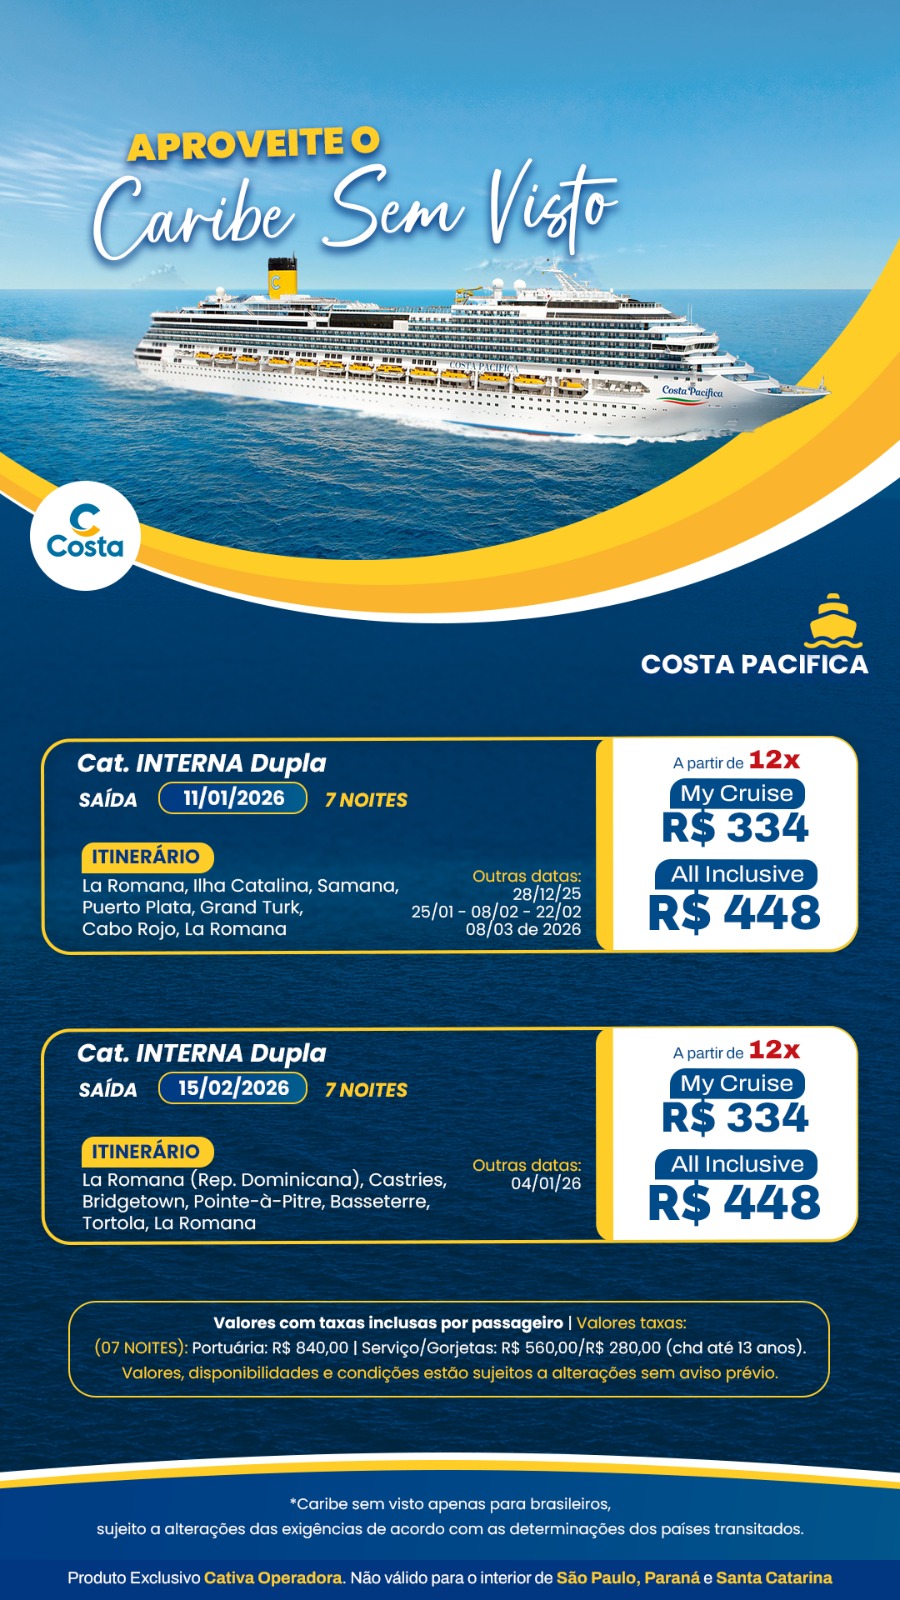 APROVEITE O
Caribe Sem Visto
COSTA PACIFICA
Costa Pacifica
C
Costa
COSTA PACIFICA
Cat. INTERNA Dupla
SAÍDA 11/01/2026 7 NOITES
ITINERÁRIO
La Romana, Ilha Catalina, Samana,
Puerto Plata, Grand Turk,
Cabo Rojo, La Romana
Outras datas:
28/12/25
25/01 - 08/02 - 22/02
08/03 de 2026
A partir de 12x
My Cruise
R$ 334
All Inclusive
R$ 448
Cat. INTERNA Dupla
SAÍDA 15/02/2026 7 NOITES
ITINERÁRIO
La Romana (Rep. Dominicana), Castries,
Bridgetown, Pointe-à-Pitre, Basseterre,
Tortola, La Romana
Outras datas:
04/01/26
A partir de 12x
My Cruise
R$ 334
All Inclusive
R$ 448
Valores com taxas inclusas por passageiro | Valores taxas:
(07 NOITES): Portuária: R$ 840,00 | Serviço/Gorjetas: R$ 560,00/R$ 280,00 (chd até 13 anos).
Valores, disponibilidades e condições estão sujeitos a alterações sem aviso prévio.
*Caribe sem visto apenas para brasileiros,
sujeito a alterações das exigências de acordo com as determinações dos países transitados.
Produto Exclusivo Cativa Operadora. Não válido para o interior de São Paulo, Paraná e Santa Catarina